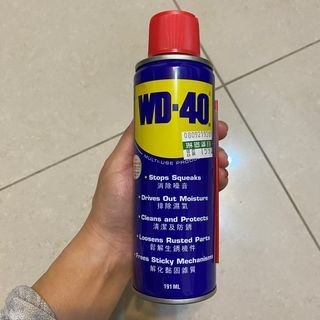 WD-40
MULTI-USE PRODUCT
• Stops Squeaks
消除噪音
• Drives Out Moisture
排除濕氣
• Cleans and Protects
清潔及防銹
• Loosens Rusted Parts
鬆解生銹機件
• Frees Sticky Mechanisms
解化黏固雜質
191 ML